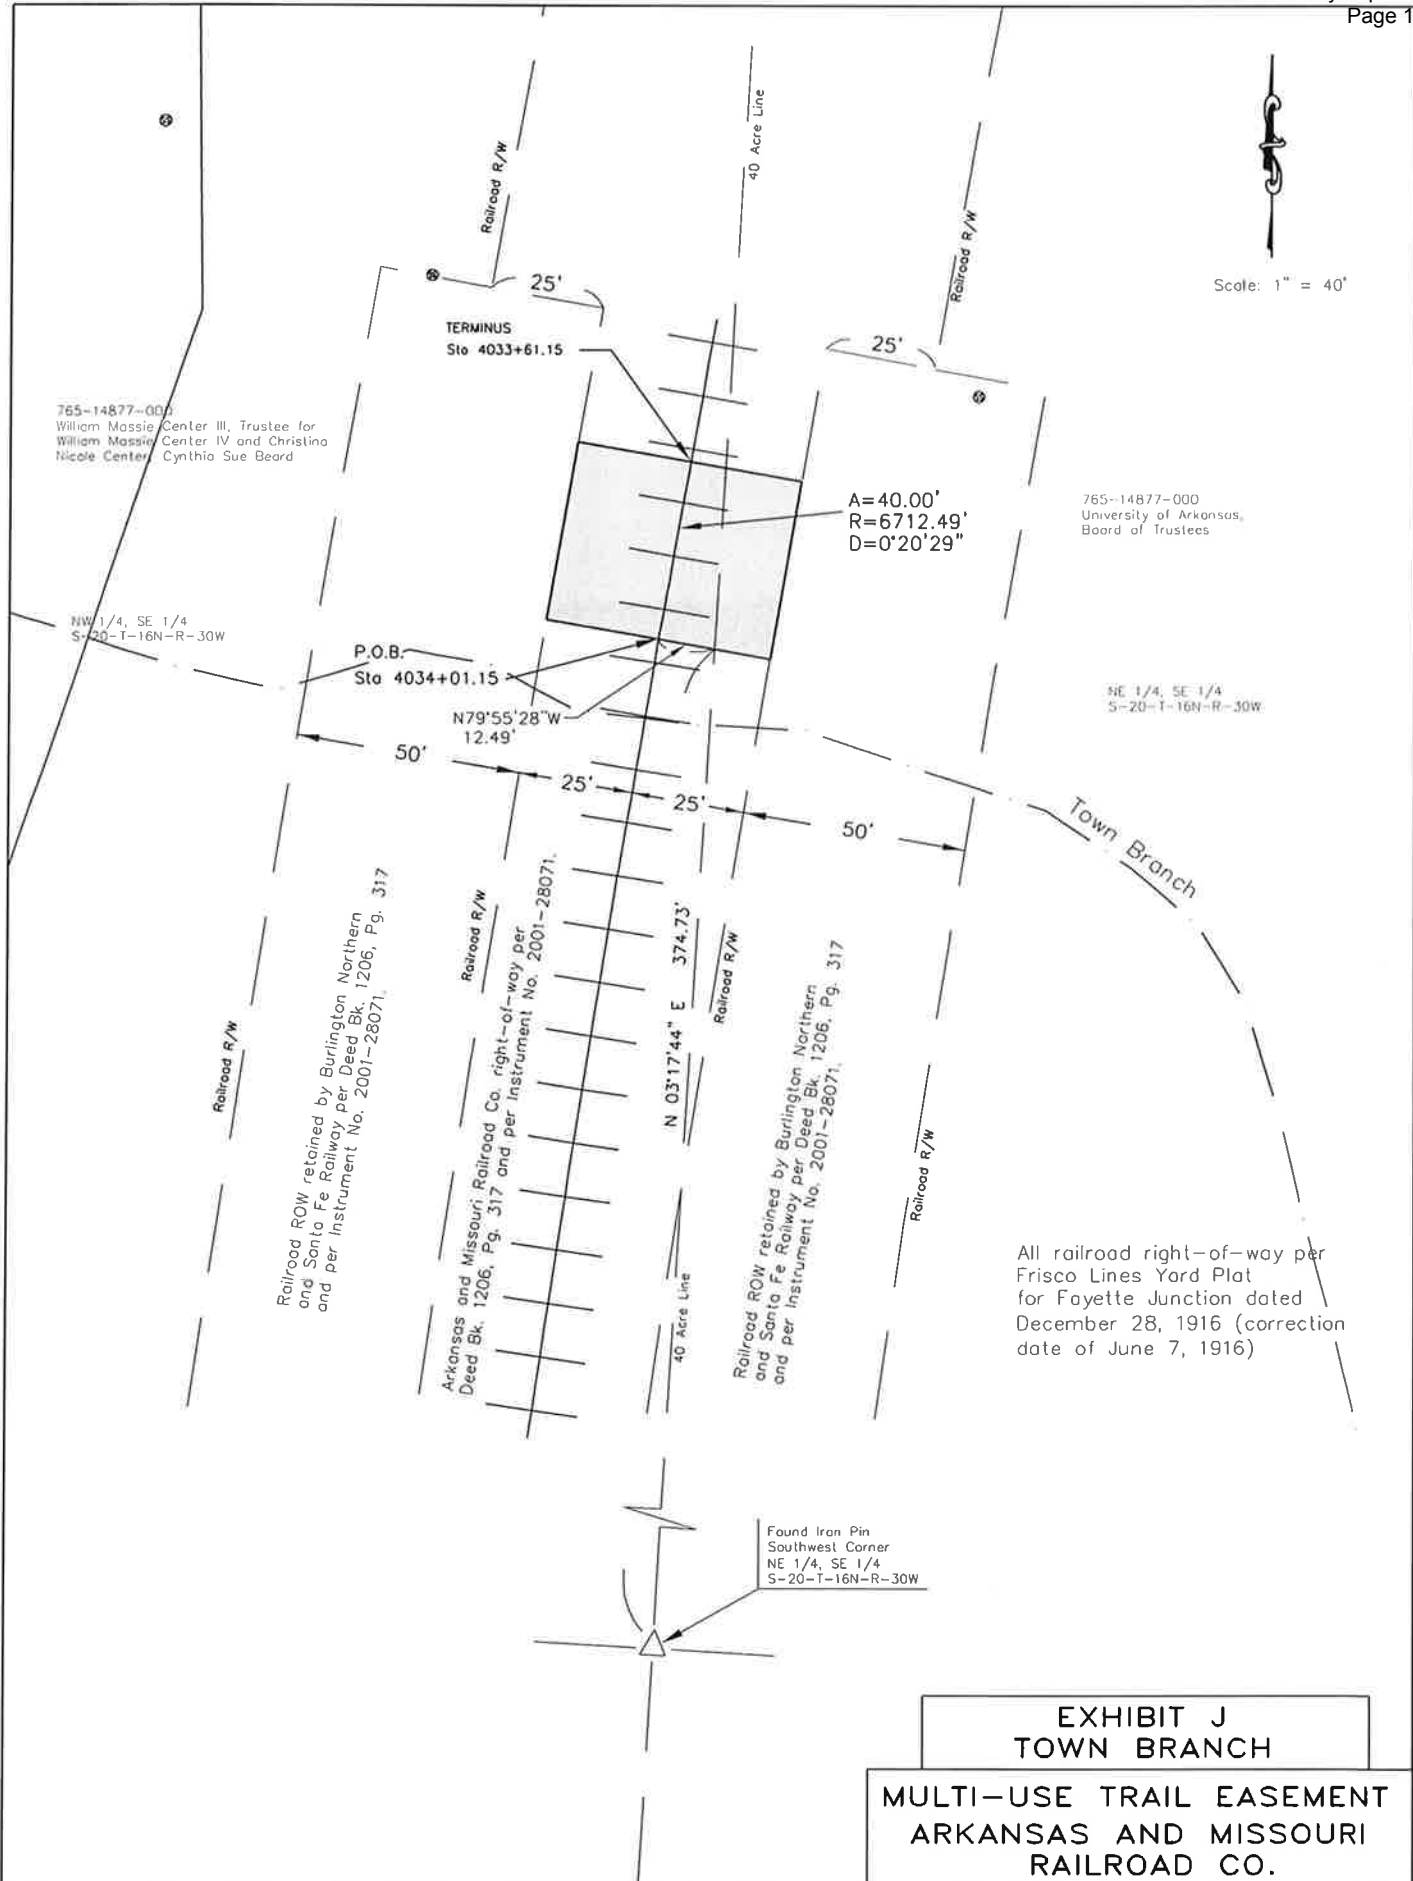 Page 1
Railroad R/W
40 Acre Line
Railroad R/W
Scale: 1" = 40'
25'
TERMINUS
Sta 4033+61.15
25'
765-14877-000
William Massie Center III, Trustee for
William Massie Center IV and Christina
Nicole Center, Cynthia Sue Beard
A=40.00'
R=6712.49'
D=0°20'29"
765-14877-000
University of Arkansas,
Board of Trustees
NW 1/4, SE 1/4
S-20-T-16N-R-30W
P.O.B.
Sta 4034+01.15
NE 1/4, SE 1/4
S-20-T-16N-R-30W
N79°55'28"W
12.49'
50'
25'
25'
50'
Town Branch
Railroad R/W
Railroad ROW retained by Burlington Northern
and Santa Fe Railway per Deed Bk. 1206, Pg. 317
and per Instrument No. 2001-28071.
Railroad R/W
Arkansas and Missouri Railroad Co. right-of-way per
Deed Bk. 1206, Pg. 317 and per Instrument No. 2001-28071.
N 03°17'44" E 374.73'
Railroad R/W
Railroad ROW retained by Burlington Northern
and Santa Fe Railway per Deed Bk. 1206, Pg. 317
and per Instrument No. 2001-28071.
Railroad R/W
40 Acre Line
All railroad right-of-way per
Frisco Lines Yard Plat
for Fayette Junction dated
December 28, 1916 (correction
date of June 7, 1916)
Found Iron Pin
Southwest Corner
NE 1/4, SE 1/4
S-20-T-16N-R-30W
EXHIBIT J
TOWN BRANCH
MULTI-USE TRAIL EASEMENT
ARKANSAS AND MISSOURI
RAILROAD CO.